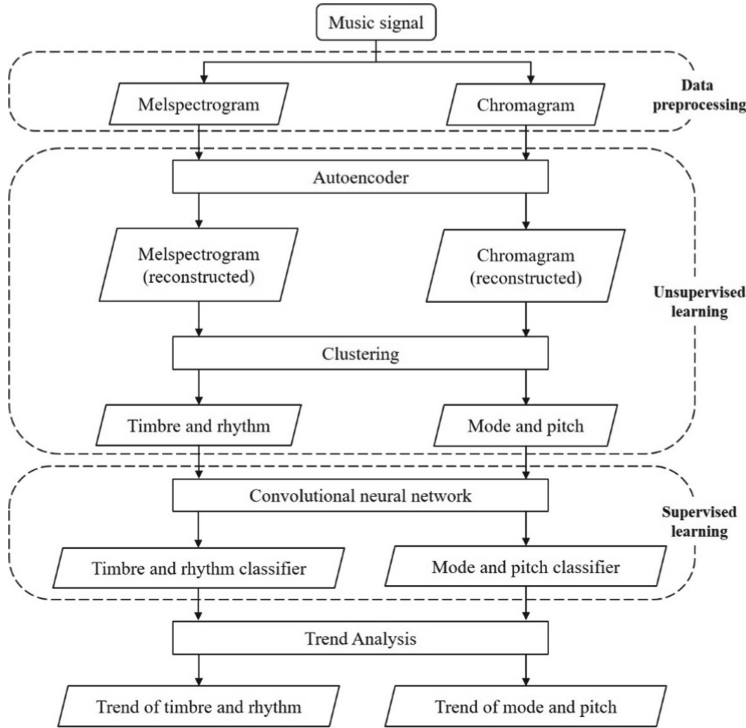 Music signal
Melspectrogram
Chromagram
Data
preprocessing
Autoencoder
Melspectrogram
(reconstructed)
Chromagram
(reconstructed)
Unsupervised
learning
Clustering
Timbre and rhythm
Mode and pitch
Convolutional neural network
Supervised
learning
Timbre and rhythm classifier
Mode and pitch classifier
Trend Analysis
Trend of timbre and rhythm
Trend of mode and pitch